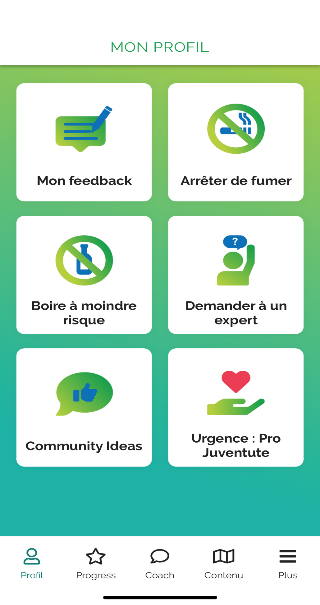 MON PROFIL
Mon feedback
Arrêter de fumer
Boire à moindre
risque
?
Demander à un
expert
Community Ideas
Urgence : Pro
Juventute
Profil
Progress
Coach
Contenu
Plus